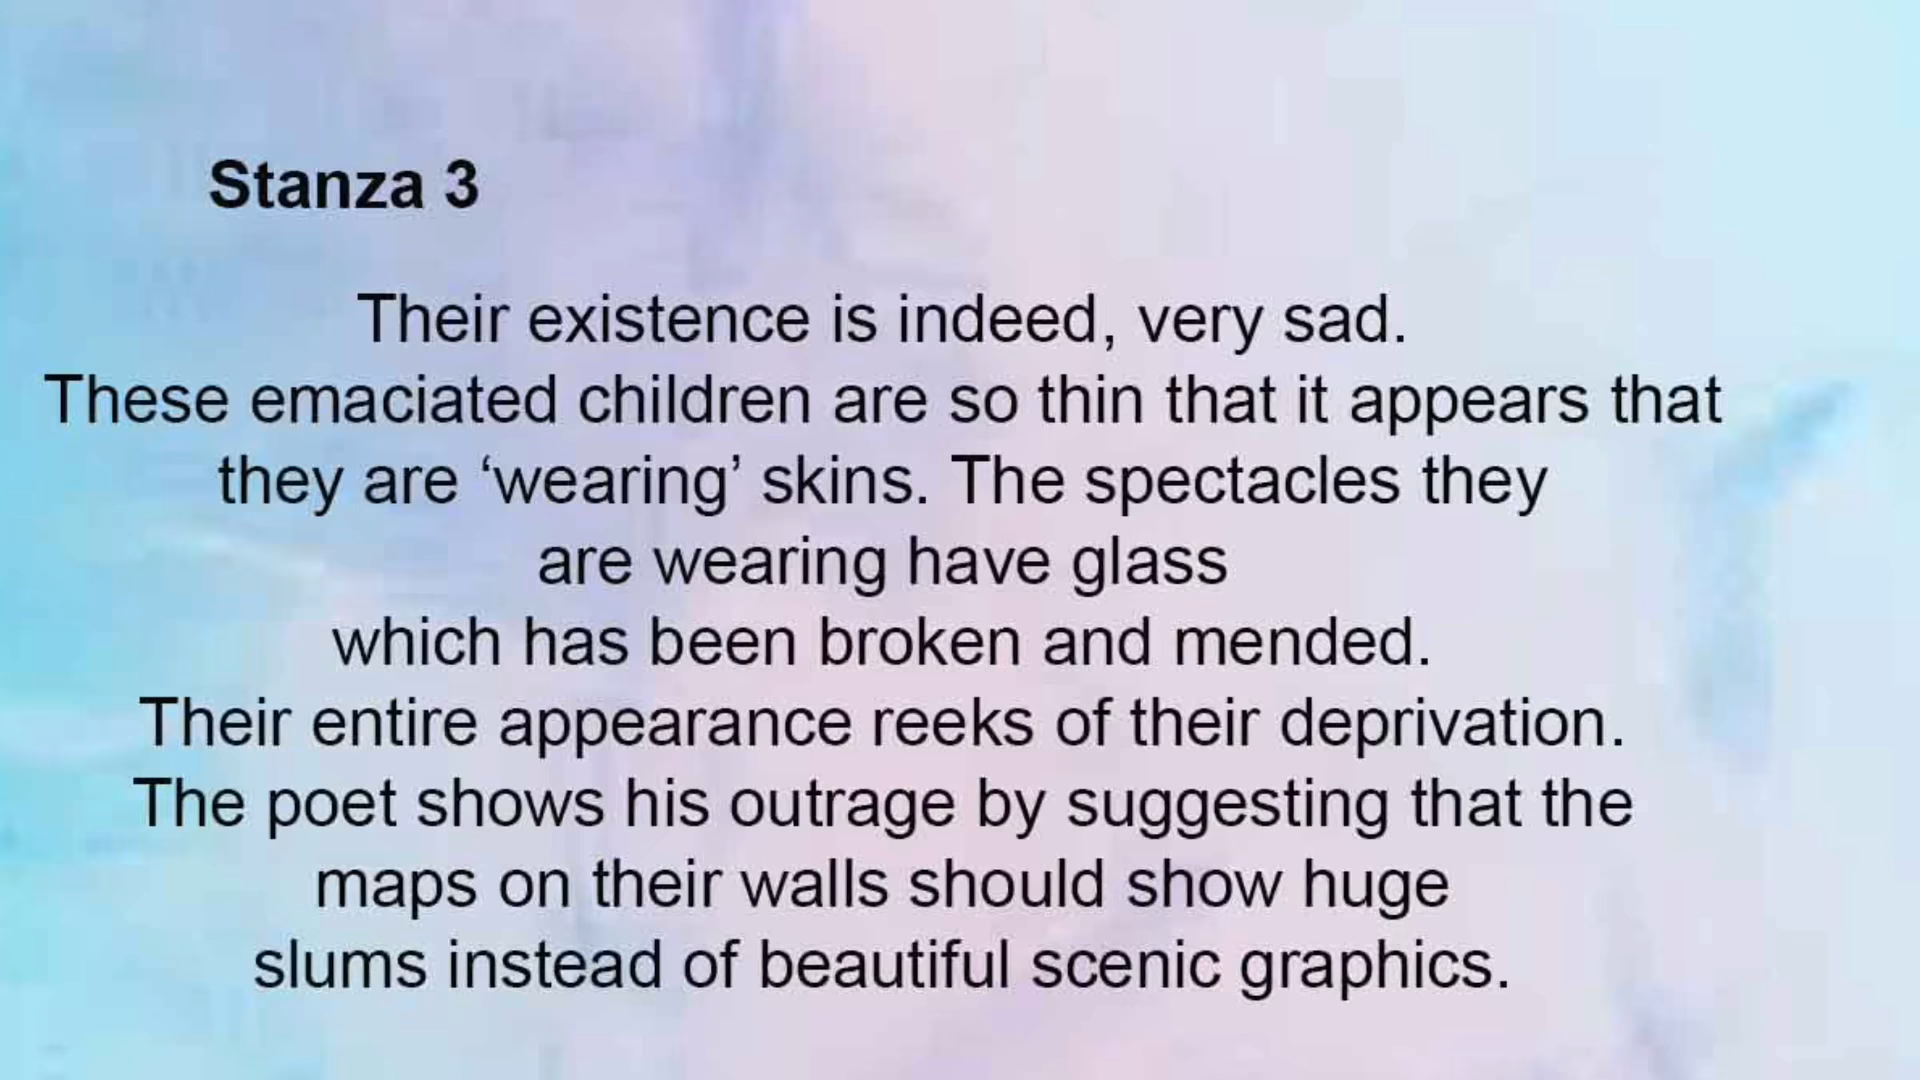 Stanza 3
Their existence is indeed, very sad.
These emaciated children are so thin that it appears that
they are ‘wearing’ skins. The spectacles they
are wearing have glass
which has been broken and mended.
Their entire appearance reeks of their deprivation.
The poet shows his outrage by suggesting that the
maps on their walls should show huge
slums instead of beautiful scenic graphics.